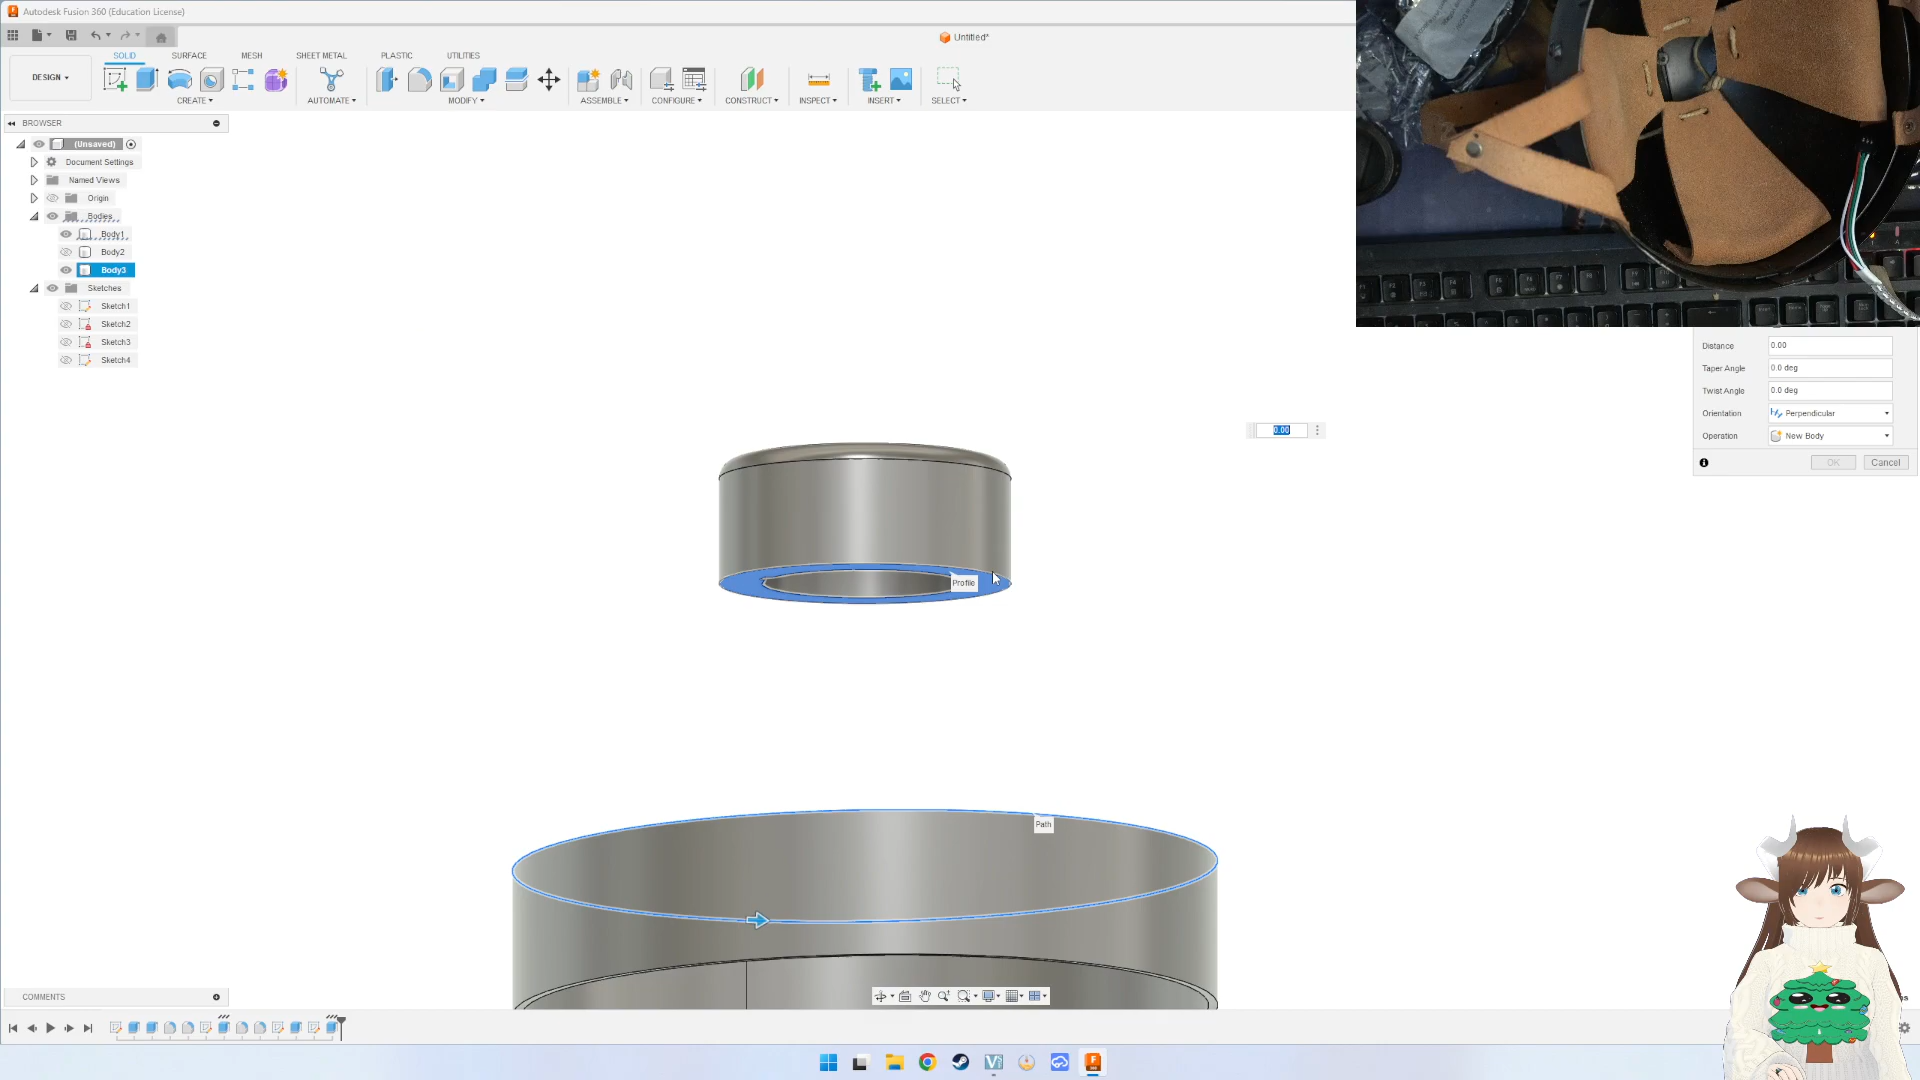 Autodesk Fusion 360 (Education License)
Untitled*
DESIGN
SOLID
SURFACE
MESH
SHEET METAL
PLASTIC
UTILITIES
CREATE
AUTOMATE
MODIFY
ASSEMBLE
CONFIGURE
CONSTRUCT
INSPECT
INSERT
SELECT
BROWSER
(Unsaved)
Document Settings
Named Views
Origin
Bodies
Body1
Body2
Body3
Sketches
Sketch1
Sketch2
Sketch3
Sketch4
Distance 0.00
Taper Angle 0.0 deg
Twist Angle 0.0 deg
Orientation Perpendicular
Operation New Body
OK Cancel
0.00
Profile
Path
COMMENTS